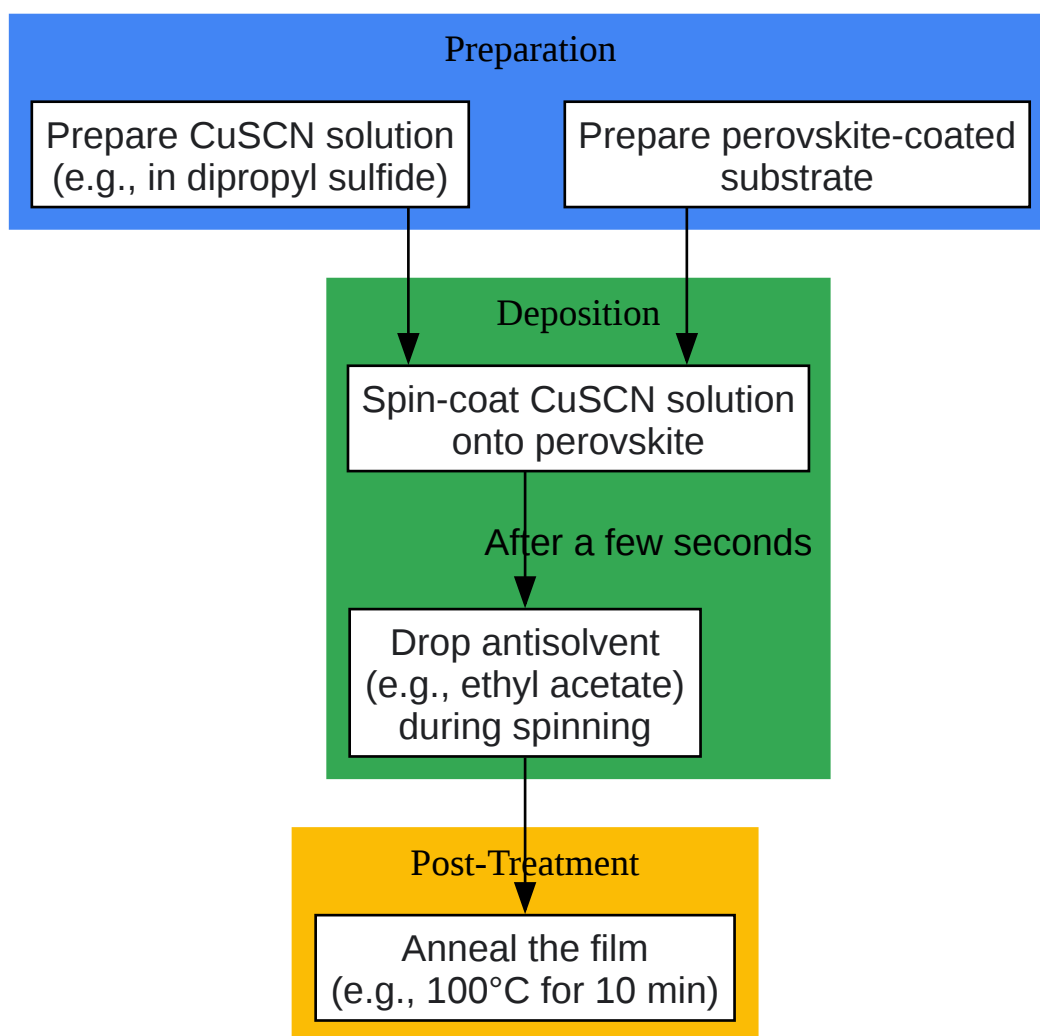 Preparation
Prepare CuSCN solution
(e.g., in dipropyl sulfide)
Prepare perovskite-coated
substrate
Deposition
Spin-coat CuSCN solution
onto perovskite
After a few seconds
Drop antisolvent
(e.g., ethyl acetate)
during spinning
Post-Treatment
Anneal the film
(e.g., 100°C for 10 min)